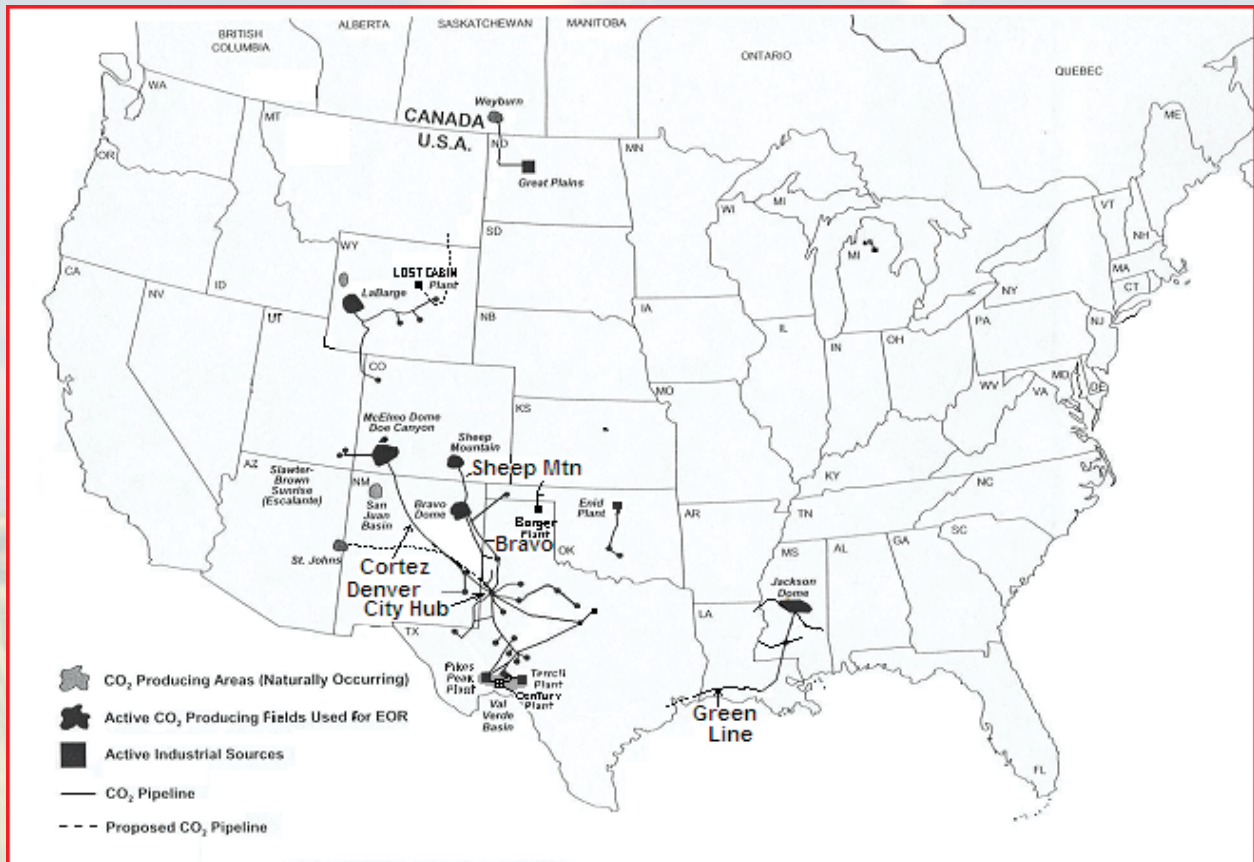 ALBERTA
SASKATCHEWAN
MANITOBA
BRITISH
COLUMBIA
ONTARIO
QUEBEC
WA
MT
Weyburn
CANADA
U.S.A.
ND
MN
ME
OR
Great Plains
WI
MI
VT
NH
SD
WY
MI
MA
CT
NY
CA
NV
ID
LOST CABIN
Plant
LaBarge
IA
NB
UT
IL
IN
OH
PA
NJ
CO
MO
WV
VA
MD
DE
KS
McElmo Dome
Doe Canyon
Sheep
Mountain
KY
AZ
Slawter-
Brown
Sunrise
(Escalante)
NM
San
Juan
Basin
Sheep Mtn
Bravo
Dome
Borger
Plant
Enid
Plant
AR
TN
NC
SC
St. Johns
Bravo
OK
MS
AL
GA
Cortez
Denver
City Hub
Jackson
Dome
TX
LA
Pikes
Peak
Plant
Terrell
Plant
Century
Plant
Val
Verde
Basin
Green
Line
FL
CO₂ Producing Areas (Naturally Occurring)
Active CO₂ Producing Fields Used for EOR
Active Industrial Sources
CO₂ Pipeline
Proposed CO₂ Pipeline